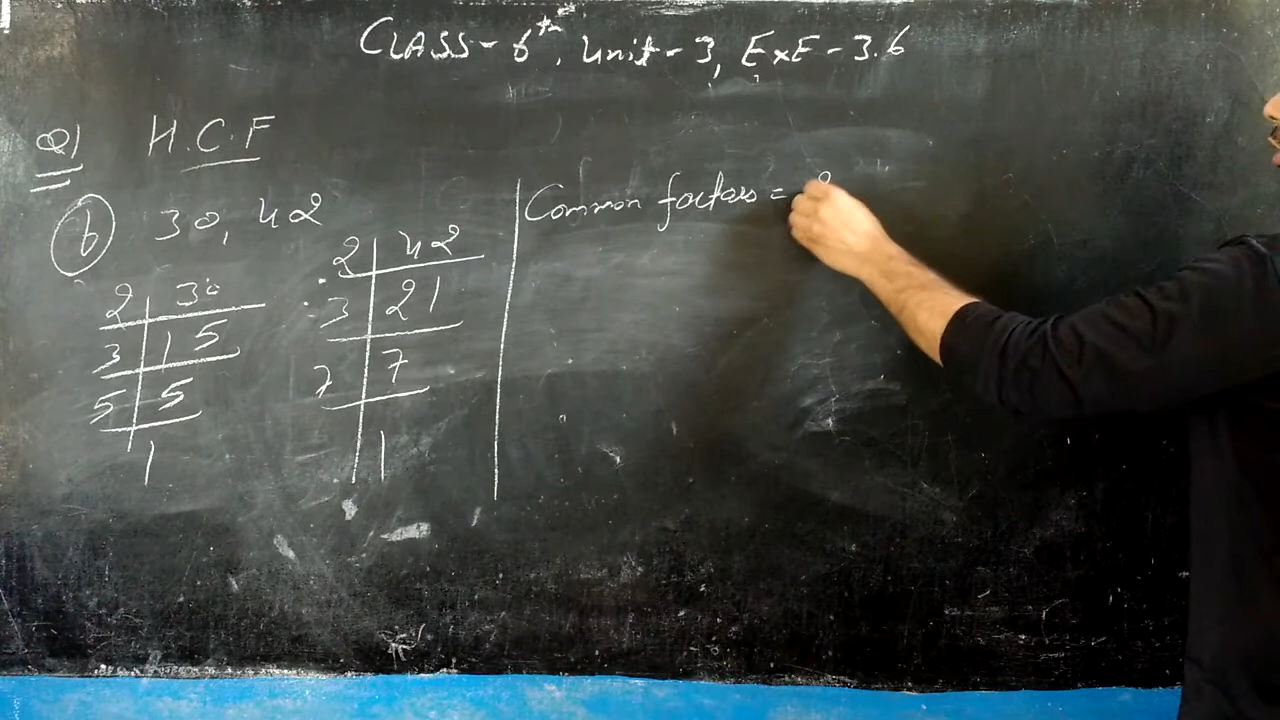 CLASS - 6th, Unit - 3, ExE - 3.6
Q1 H.C.F
b 30, 42
2 30
3 15
5 5
1
2 42
3 21
7 7
1
Common factors =